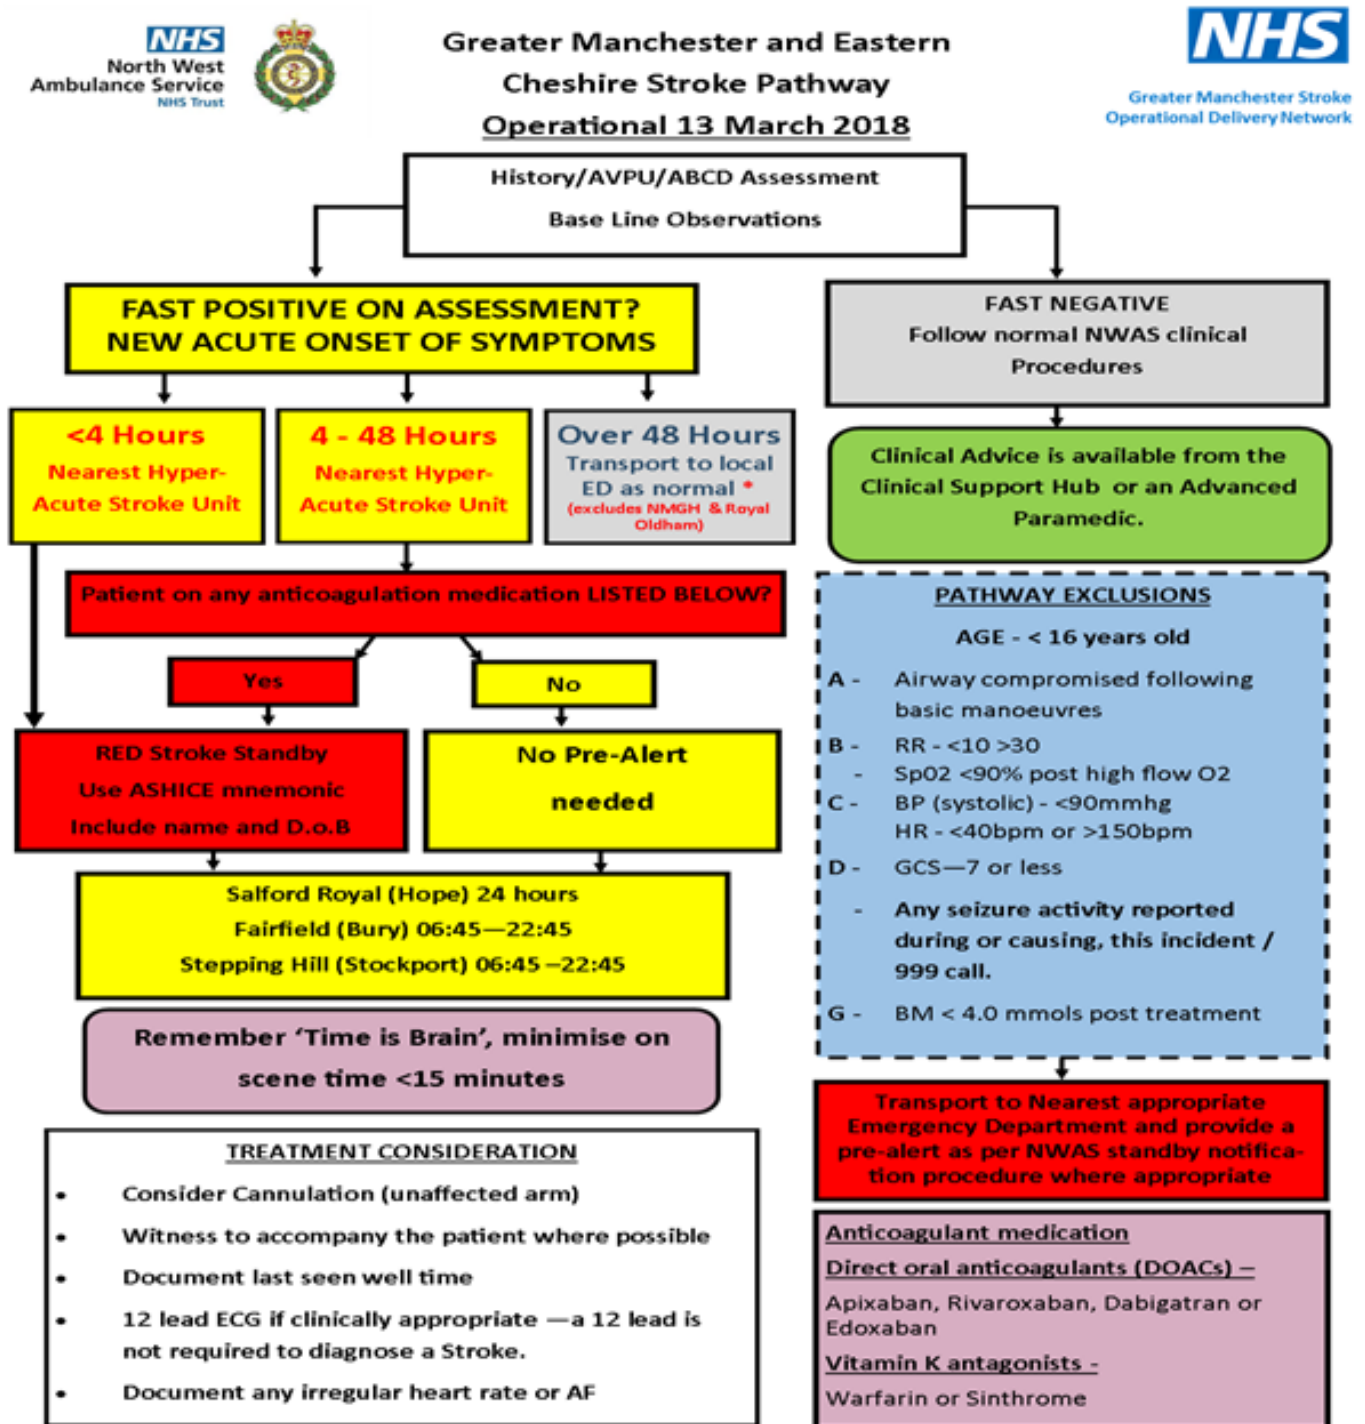 NHS
North West
Ambulance Service
NHS Trust
Greater Manchester and Eastern
Cheshire Stroke Pathway
Operational 13 March 2018
NHS
Greater Manchester Stroke
Operational Delivery Network
History/AVPU/ABCD Assessment
Base Line Observations
FAST POSITIVE ON ASSESSMENT?
NEW ACUTE ONSET OF SYMPTOMS
<4 Hours
Nearest Hyper-
Acute Stroke Unit
4 - 48 Hours
Nearest Hyper-
Acute Stroke Unit
Over 48 Hours
Transport to local
ED as normal *
(excludes NMGH & Royal
Oldham)
Patient on any anticoagulation medication LISTED BELOW?
Yes
No
RED Stroke Standby
Use ASHICE mnemonic
Include name and D.o.B
No Pre-Alert
needed
Salford Royal (Hope) 24 hours
Fairfield (Bury) 06:45—22:45
Stepping Hill (Stockport) 06:45 –22:45
Remember ‘Time is Brain’, minimise on
scene time <15 minutes
TREATMENT CONSIDERATION
• Consider Cannulation (unaffected arm)
• Witness to accompany the patient where possible
• Document last seen well time
• 12 lead ECG if clinically appropriate —a 12 lead is
not required to diagnose a Stroke.
• Document any irregular heart rate or AF
FAST NEGATIVE
Follow normal NWAS clinical
Procedures
Clinical Advice is available from the
Clinical Support Hub or an Advanced
Paramedic.
PATHWAY EXCLUSIONS
AGE - < 16 years old
A - Airway compromised following
basic manoeuvres
B - RR - <10 >30
- Sp02 <90% post high flow O2
C - BP (systolic) - <90mmhg
HR - <40bpm or >150bpm
D - GCS—7 or less
- Any seizure activity reported
during or causing, this incident /
999 call.
G - BM < 4.0 mmols post treatment
Transport to Nearest appropriate
Emergency Department and provide a
pre-alert as per NWAS standby notifica-
tion procedure where appropriate
Anticoagulant medication
Direct oral anticoagulants (DOACs) –
Apixaban, Rivaroxaban, Dabigatran or
Edoxaban
Vitamin K antagonists -
Warfarin or Sinthrome